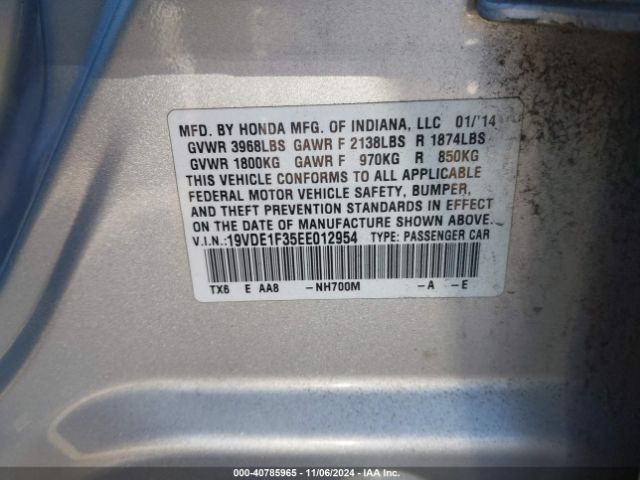 MFD. BY HONDA MFG. OF INDIANA, LLC 01/'14
GVWR 3968LBS GAWR F 2138LBS R 1874LBS
GVWR 1800KG GAWR F 970KG R 850KG
THIS VEHICLE CONFORMS TO ALL APPLICABLE
FEDERAL MOTOR VEHICLE SAFETY, BUMPER,
AND THEFT PREVENTION STANDARDS IN EFFECT
ON THE DATE OF MANUFACTURE SHOWN ABOVE.
V.I.N.:19VDE1F35EE012954 TYPE: PASSENGER CAR
TX6 E AA8 -NH700M -A -E
000-40785965 - 11/06/2024 - IAA Inc.